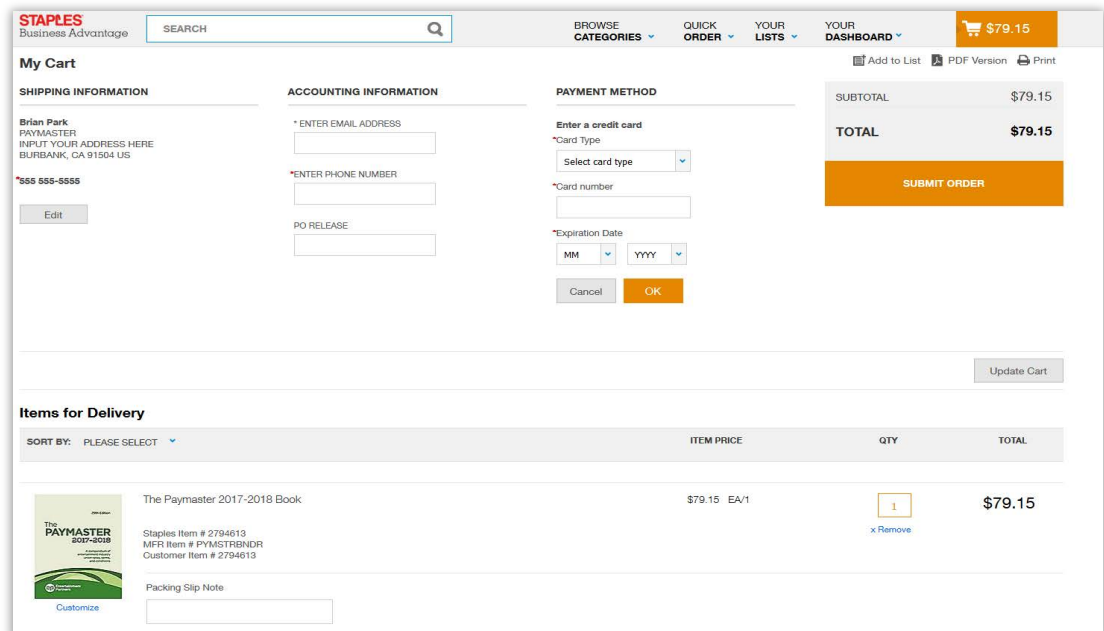 STAPLES
Business Advantage
SEARCH
BROWSE
CATEGORIES
QUICK
ORDER
YOUR
LISTS
YOUR
DASHBOARD
$79.15
My Cart
Add to List
PDF Version
Print
SHIPPING INFORMATION
Brian Park
PAYMASTER
INPUT YOUR ADDRESS HERE
BURBANK, CA 91504 US
*555 555-5555
Edit
ACCOUNTING INFORMATION
* ENTER EMAIL ADDRESS
*ENTER PHONE NUMBER
PO RELEASE
PAYMENT METHOD
Enter a credit card
*Card Type
Select card type
*Card number
*Expiration Date
MM YYYY
Cancel OK
SUBTOTAL $79.15
TOTAL $79.15
SUBMIT ORDER
Update Cart
Items for Delivery
SORT BY: PLEASE SELECT ITEM PRICE QTY TOTAL
The
PAYMASTER
2017-2018
Entertainment
Partners
Customize
The Paymaster 2017-2018 Book
Staples Item # 2794613
MFR Item # PYMSTRBNDR
Customer Item # 2794613
$79.15 EA/1
1
x Remove
$79.15
Packing Slip Note